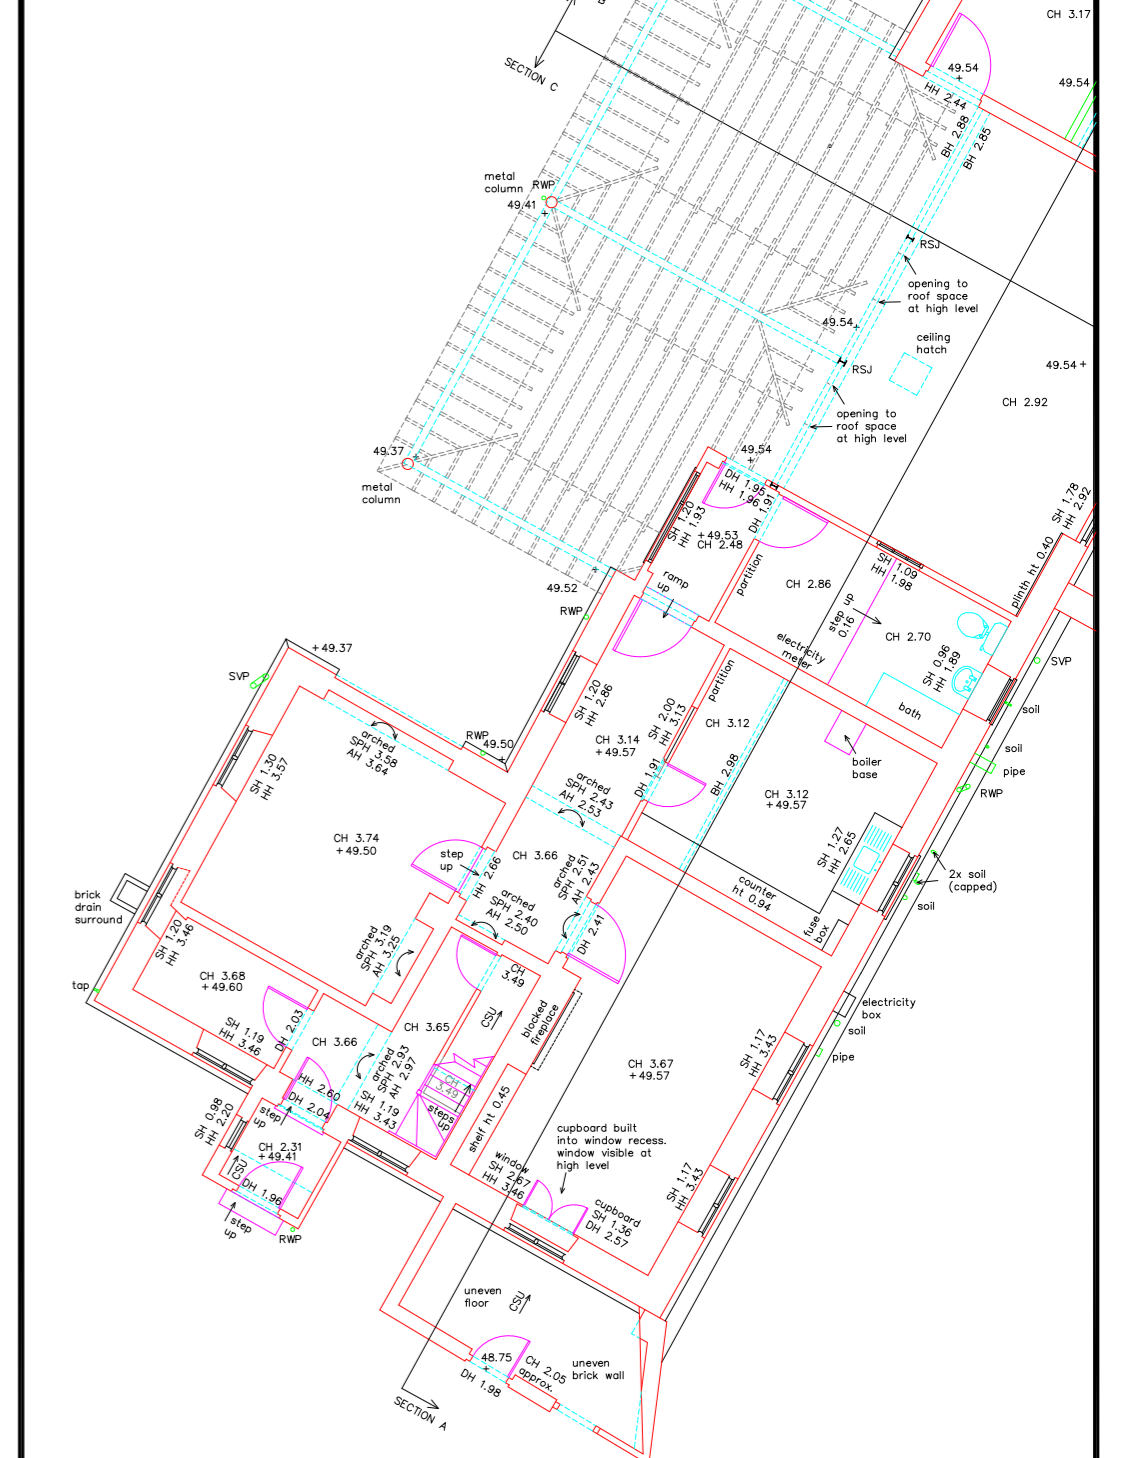 B
CH 3.17
SECTION C
49.54
49.54
HH 2.44
BH 2.88
BH 2.85
metal
column
RWP
49.41
RSJ
opening to
roof space
at high level
49.54
ceiling
hatch
RSJ
49.54
CH 2.92
opening to
roof space
at high level
49.37
metal
column
49.54
DH 1.95
HH 1.96
DH 1.91
SH 1.20
HH 1.93
49.53
CH 2.48
SH 1.78
HH 2.92
plinth ht 0.40
partition
CH 2.86
SH 1.09
HH 1.98
ramp
up
49.52
RWP
step up
0.16
CH 2.70
electricity
meter
SH 0.96
HH 1.89
SVP
49.37
SVP
bath
soil
partition
SH 1.20
HH 2.86
SH 2.00
HH 3.13
CH 3.12
RWP
49.50
CH 3.14
49.57
soil
pipe
boiler
base
arched
SPH 3.58
AH 3.64
SH 1.30
HH 3.57
DH 1.91
BH 2.98
RWP
arched
SPH 2.43
AH 2.53
CH 3.12
49.57
SH 1.27
HH 2.65
CH 3.74
49.50
step
up
HH 2.66
CH 3.66
arched
SPH 2.51
AH 2.43
2x soil
(capped)
counter
ht 0.94
soil
brick
drain
surround
arched
SPH 2.40
AH 2.50
DH 2.41
fuse
box
SH 1.20
HH 3.46
arched
SPH 3.19
AH 3.25
tap
CH 3.68
49.60
CH
3.49
electricity
box
CSU
blocked
fireplace
soil
SH 1.19
HH 3.46
DH 2.03
CH 3.66
CH 3.65
pipe
CH 3.67
49.57
SH 1.17
HH 3.43
arched
SPH 2.93
AH 2.97
CH
3.49
HH 2.60
DH 2.04
SH 1.19
HH 3.43
steps
up
shelf ht 0.45
SH 0.98
HH 2.20
step
up
CH 2.31
49.41
CSU
DH 1.96
step
up
RWP
cupboard built
into window recess.
window visible at
high level
window
SH 2.67
HH 3.46
cupboard
SH 1.36
DH 2.57
SH 1.17
HH 3.43
uneven
floor
CSU
48.75
DH 1.98
CH 2.05
approx.
uneven
brick wall
SECTION A